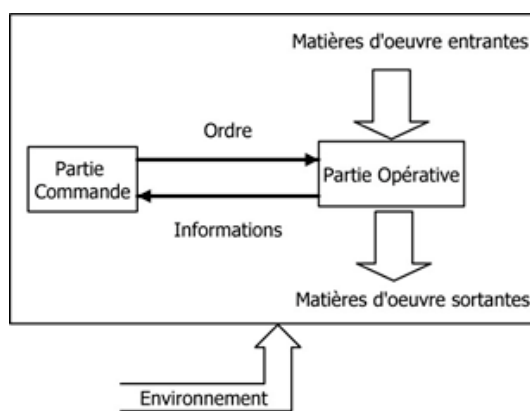 Matières d'oeuvre entrantes
Ordre
Partie
Commande
Partie Opérative
Informations
Matières d'oeuvre sortantes
Environnement